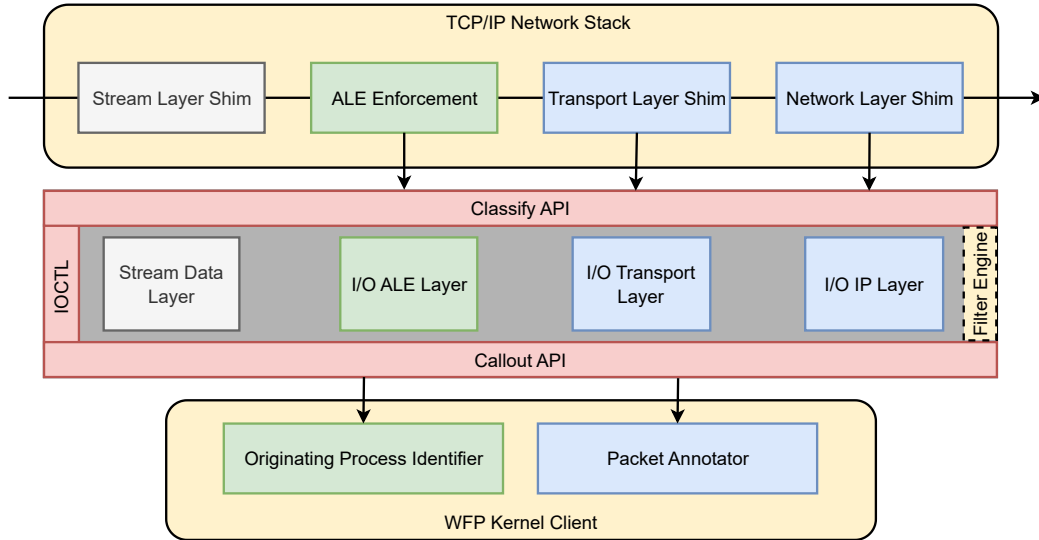 TCP/IP Network Stack
Stream Layer Shim
ALE Enforcement
Transport Layer Shim
Network Layer Shim
Classify API
IOCTL
Stream Data
Layer
I/O ALE Layer
I/O Transport
Layer
I/O IP Layer
Filter Engine
Callout API
Originating Process Identifier
Packet Annotator
WFP Kernel Client